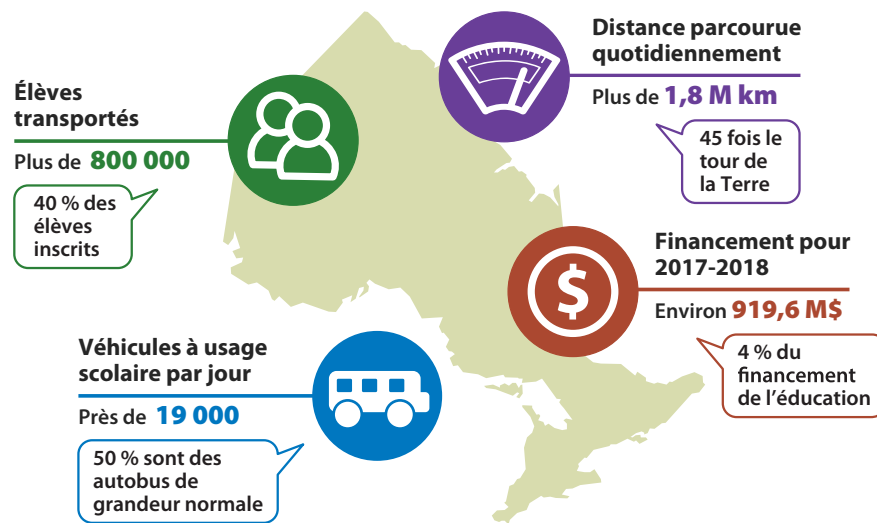 Élèves
transportés
Plus de 800 000
40 % des
élèves
inscrits
Distance parcourue
quotidiennement
Plus de 1,8 M km
45 fois le
tour de
la Terre
$
Financement pour
2017-2018
Environ 919,6 M$
4 % du
financement
de l’éducation
Véhicules à usage
scolaire par jour
Près de 19 000
50 % sont des
autobus de
grandeur normale